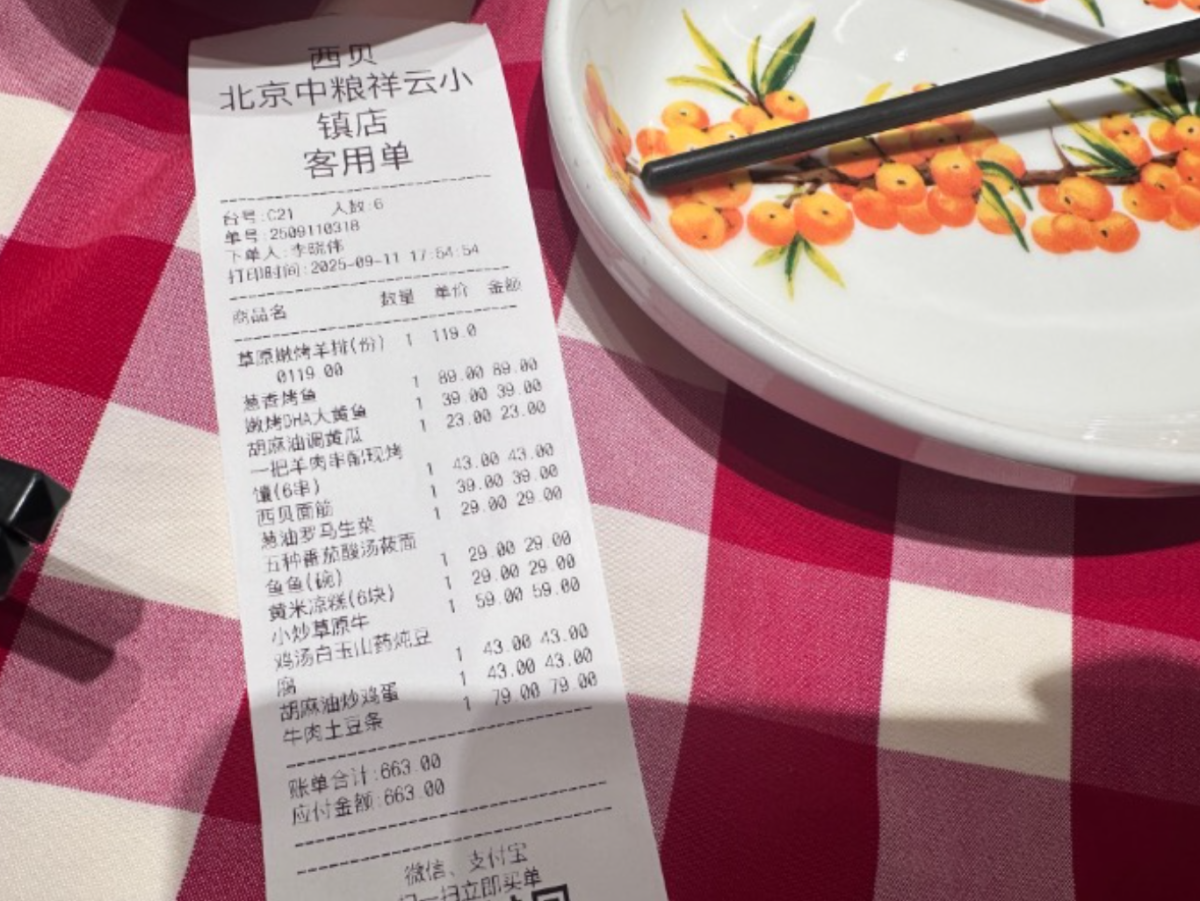 西贝
北京中粮祥云小
镇店
客用单
台号:C21 人数:6
单号:2509110318
下单人:李晓伟
打印时间:2025-09-11 17:54:54
商品名 数量 单价 金额
草原嫩烤羊排(份) 1 119.0
0119.00
葱香烤鱼 1 89.00 89.00
嫩烤DHA大黄鱼 1 39.00 39.00
胡麻油调黄瓜 1 23.00 23.00
一把羊肉串配现烤
馕(6串) 1 43.00 43.00
西贝面筋 1 39.00 39.00
葱油罗马生菜 1 29.00 29.00
五种番茄酸汤莜面
鱼鱼(碗) 1 29.00 29.00
黄米凉糕(6块) 1 29.00 29.00
小炒草原牛 1 59.00 59.00
鸡汤白玉山药炖豆
腐 1 43.00 43.00
胡麻油炒鸡蛋 1 43.00 43.00
牛肉土豆条 1 79.00 79.00
账单合计:663.00
应付金额:663.00
微信、支付宝
扫一扫立即买单